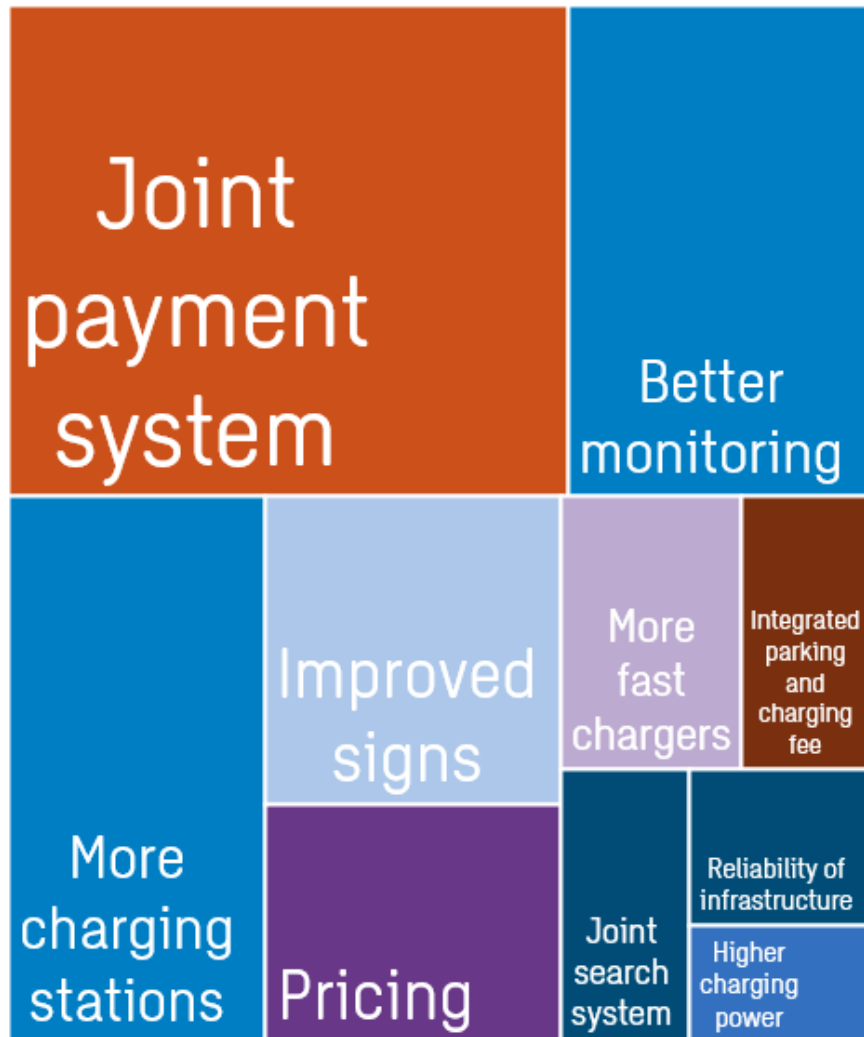 Joint
payment
system
Better
monitoring
More
charging
stations
Improved
signs
Pricing
More
fast
chargers
Integrated
parking
and
charging
fee
Joint
search
system
Reliability of
infrastructure
Higher
charging
power